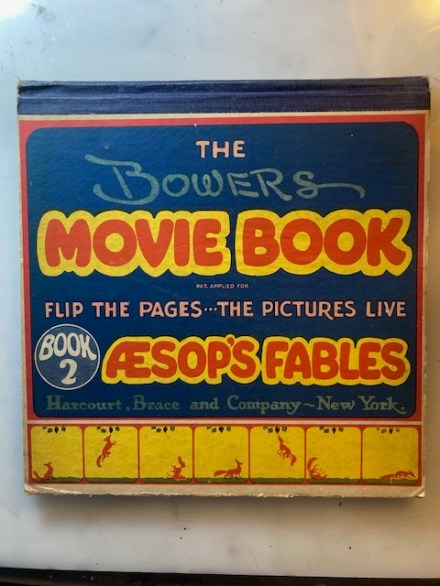 THE
BOWERS
MOVIE BOOK
PAT. APPLIED FOR
FLIP THE PAGES···THE PICTURES LIVE
BOOK 2
ÆSOP'S FABLES
Harcourt, Brace and Company~New York.